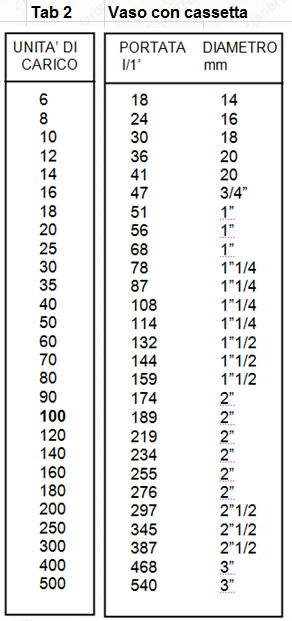 Tab 2 Vaso con cassetta
UNITA' DI PORTATA DIAMETRO
CARICO l/1' mm
6 18 14
8 24 16
10 30 18
12 36 20
14 41 20
16 47 3/4”
18 51 1”
20 56 1”
25 68 1”
30 78 1”1/4
35 87 1”1/4
40 108 1”1/4
50 114 1”1/4
60 132 1”1/2
70 144 1”1/2
80 159 1”1/2
90 174 2”
100 189 2”
120 219 2”
140 234 2”
160 255 2”
180 276 2”
200 297 2”1/2
250 345 2”1/2
300 387 2”1/2
400 468 3”
500 540 3”